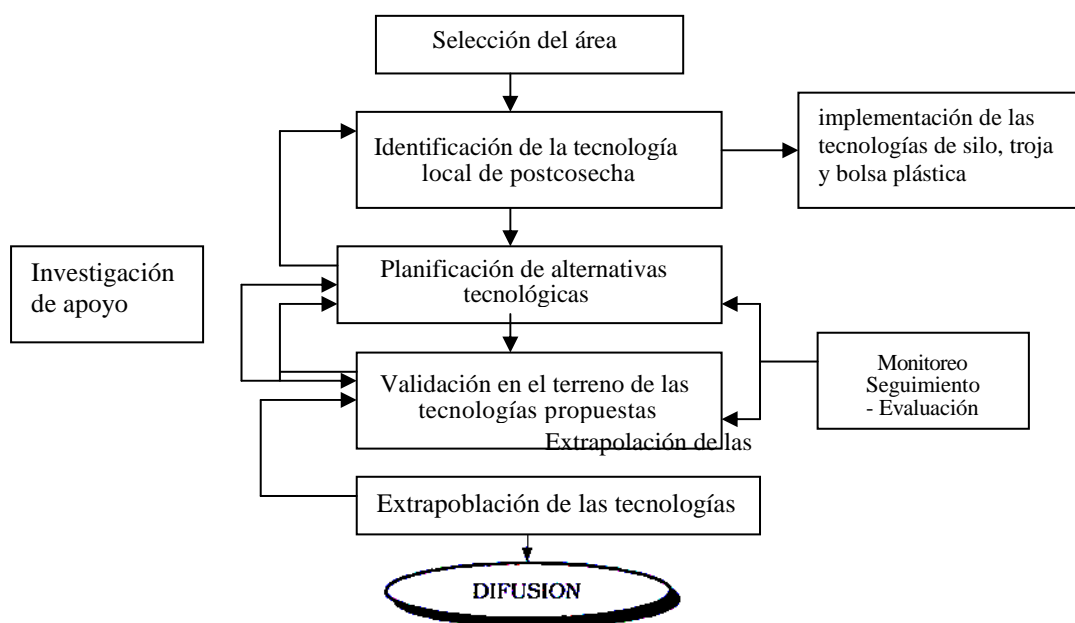 Selección del área
Identificación de la tecnología
local de postcosecha
implementación de las
tecnologías de silo, troja
y bolsa plástica
Investigación
de apoyo
Planificación de alternativas
tecnológicas
Monitoreo
Seguimiento
- Evaluación
Validación en el terreno de las
tecnologías propuestas
Extrapolación de las
Extrapoblación de las tecnologías
DIFUSION